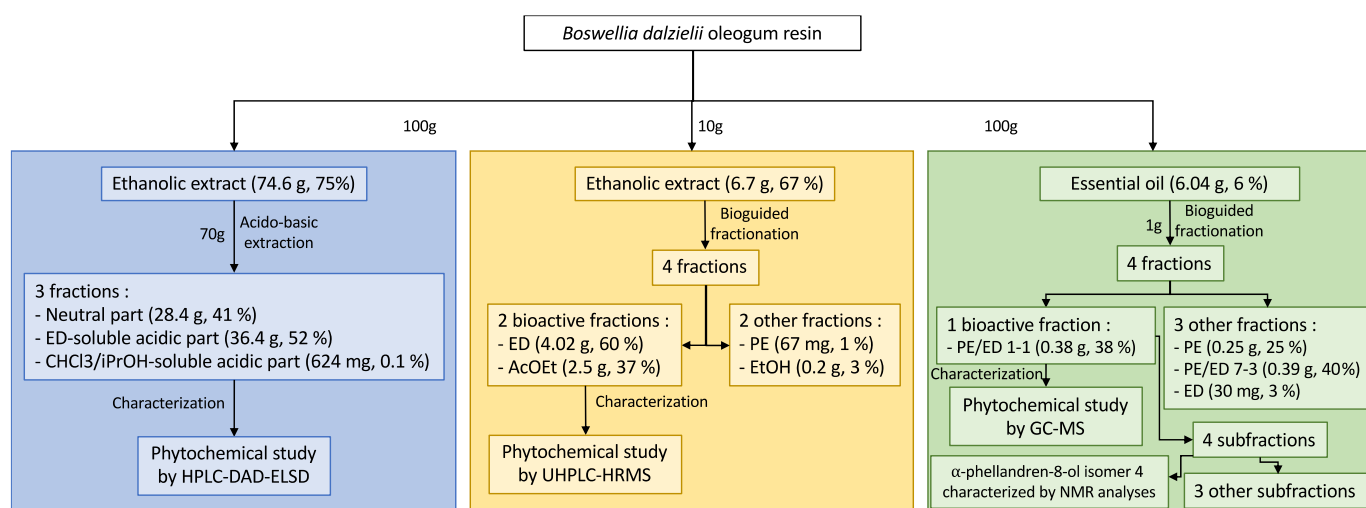 Boswellia dalzielii oleogum resin
100g
10g
100g
Ethanolic extract (74.6 g, 75%)
70g
Acido-basic
extraction
3 fractions :
- Neutral part (28.4 g, 41 %)
- ED-soluble acidic part (36.4 g, 52 %)
- CHCl3/iPrOH-soluble acidic part (624 mg, 0.1 %)
Characterization
Phytochemical study
by HPLC-DAD-ELSD
Ethanolic extract (6.7 g, 67 %)
Bioguided
fractionation
4 fractions
2 bioactive fractions :
- ED (4.02 g, 60 %)
- AcOEt (2.5 g, 37 %)
2 other fractions :
- PE (67 mg, 1 %)
- EtOH (0.2 g, 3 %)
Characterization
Phytochemical study
by UHPLC-HRMS
Essential oil (6.04 g, 6 %)
1g
Bioguided
fractionation
4 fractions
1 bioactive fraction :
- PE/ED 1-1 (0.38 g, 38 %)
3 other fractions :
- PE (0.25 g, 25 %)
- PE/ED 7-3 (0.39 g, 40%)
- ED (30 mg, 3 %)
Characterization
Phytochemical study
by GC-MS
4 subfractions
α-phellandren-8-ol isomer 4
characterized by NMR analyses
3 other subfractions